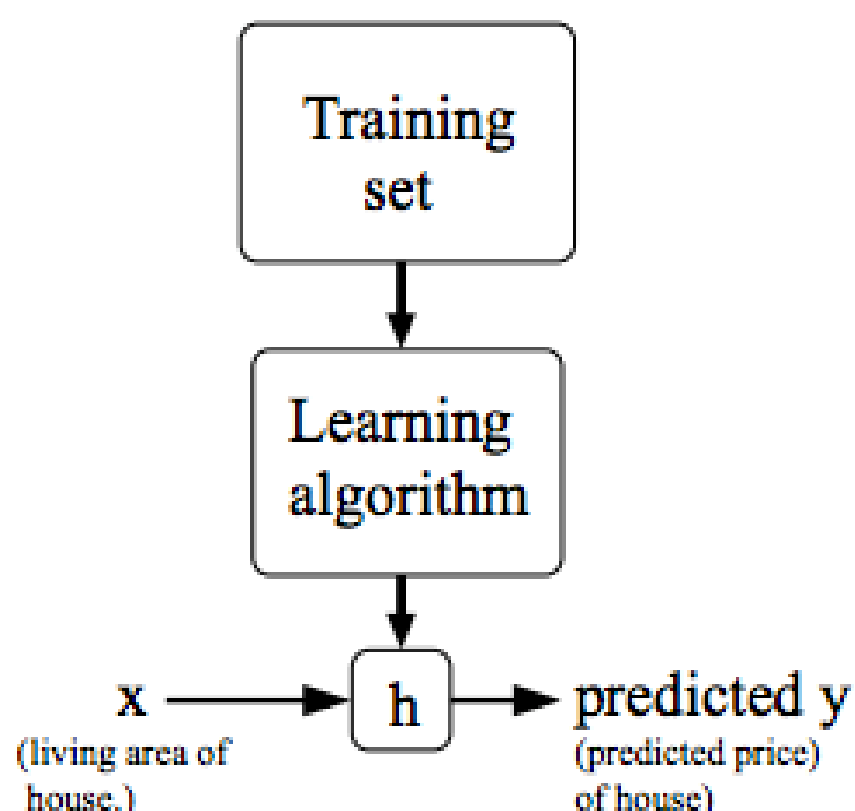 Training
set
Learning
algorithm
x
h
predicted y
(living area of
house.)
(predicted price)
of house)